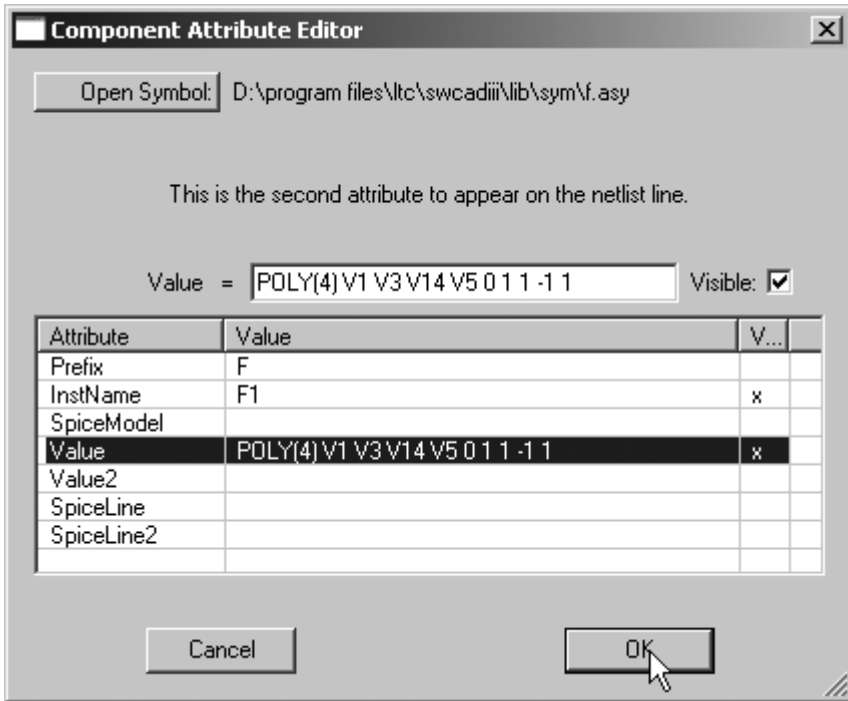 Component Attribute Editor
Open Symbol: D:\program files\ltc\swcadiii\lib\sym\f.asy
This is the second attribute to appear on the netlist line.
Value = POLY(4) V1 V3 V14 V5 0 1 1 -1 1 Visible:
Attribute Value V...
Prefix F
InstName F1 x
SpiceModel
Value POLY(4) V1 V3 V14 V5 0 1 1 -1 1 x
Value2
SpiceLine
SpiceLine2
Cancel OK